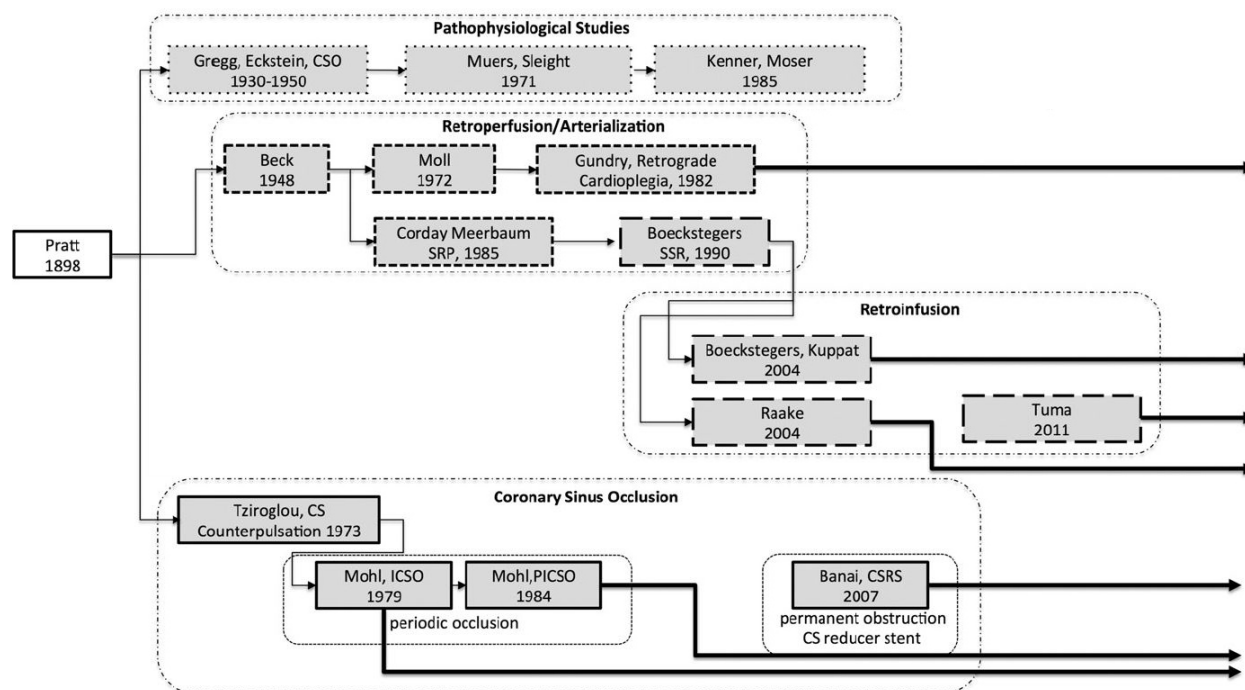 Pathophysiological Studies
Gregg, Eckstein, CSO
1930-1950
Muers, Sleight
1971
Kenner, Moser
1985
Retroperfusion/Arterialization
Beck
1948
Moll
1972
Gundry, Retrograde
Cardioplegia, 1982
Pratt
1898
Corday Meerbaum
SRP, 1985
Boeckstegers
SSR, 1990
Retroinfusion
Boeckstegers, Kuppat
2004
Raake
2004
Tuma
2011
Coronary Sinus Occlusion
Tziroglou, CS
Counterpulsation 1973
Mohl, ICSO
1979
Mohl,PICSO
1984
periodic occlusion
Banai, CSRS
2007
permanent obstruction
CS reducer stent